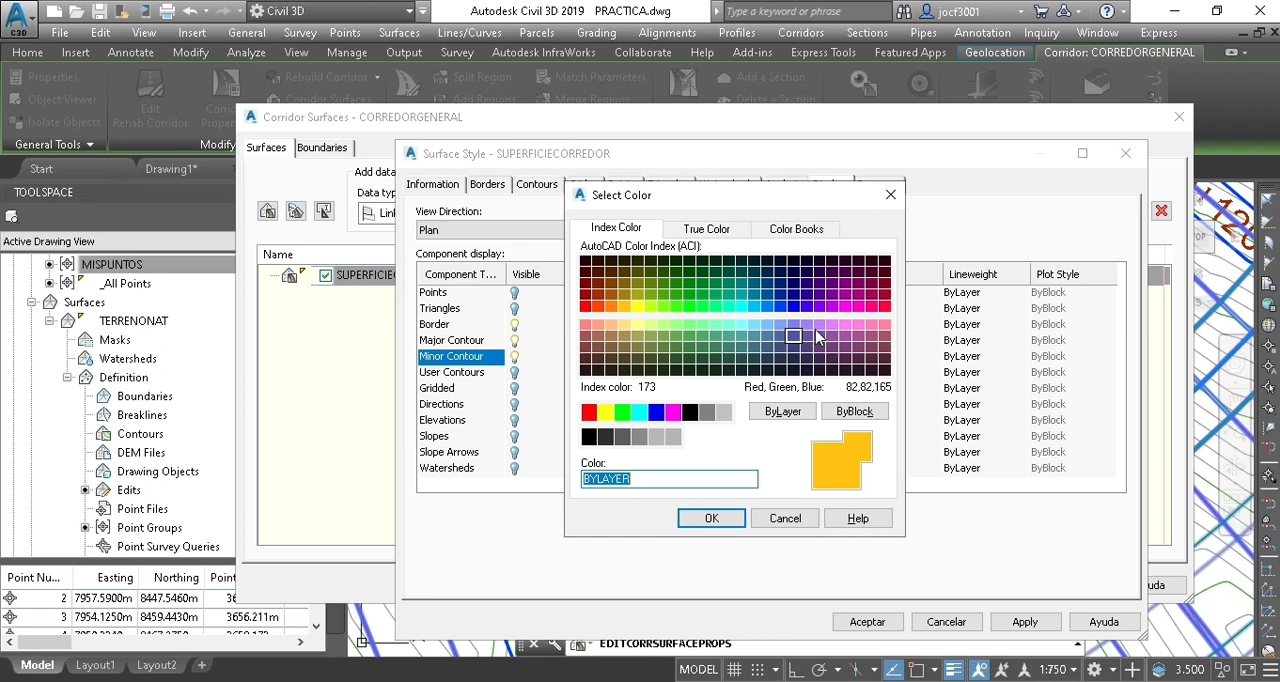 Civil 3D
Autodesk Civil 3D 2019 PRACTICA.dwg
Type a keyword or phrase
jocf3001
C3D
File Edit View Insert General Survey Points Surfaces Lines/Curves Parcels Grading Alignments Profiles Corridors Sections Pipes Annotation Inquiry Window Express
Home Insert Annotate Modify Analyze View Manage Output Survey Autodesk InfraWorks Collaborate Help Add-ins Express Tools Featured Apps Geolocation Corridor: CORREDORGENERAL
Properties
Object Viewer
Isolate Objects
Edit
Rehab Corridor
Rebuild Corridor
Corridor Surfaces
Split Region
Match Parameters
Add a Section
General Tools
Modify
Corridor Surfaces - CORREDORGENERAL
Surfaces Boundaries
Add data
Data typ
Lin
Name
SUPERFICIEC
Start Drawing1*
TOOLSPACE
Active Drawing View
MISPUNTOS
_All Points
Surfaces
TERRENONAT
Masks
Watersheds
Definition
Boundaries
Breaklines
Contours
DEM Files
Drawing Objects
Edits
Point Files
Point Groups
Point Survey Queries
Point Nu... Easting Northing Point
2 7957.5900m 8447.5460m 3
3 7954.1250m 8459.4430m 3656.211m
Surface Style - SUPERFICIECORREDOR
Information Borders Contours
View Direction:
Plan
Component display:
Component T... Visible Lineweight Plot Style
Points ByLayer ByBlock
Triangles ByLayer ByBlock
Border ByLayer ByBlock
Major Contour ByLayer ByBlock
Minor Contour ByLayer ByBlock
User Contours ByLayer ByBlock
Gridded ByLayer ByBlock
Directions ByLayer ByBlock
Elevations ByLayer ByBlock
Slopes ByLayer ByBlock
Slope Arrows ByLayer ByBlock
Watersheds ByLayer ByBlock
Select Color
Index Color True Color Color Books
AutoCAD Color Index (ACI):
Index color: 173 Red, Green, Blue: 82,82,165
ByLayer ByBlock
Color:
BYLAYER
OK Cancel Help
Aceptar Cancelar Apply Ayuda
uda
EDITCORRSURFACEPROPS
Model Layout1 Layout2 +
MODEL 1:750 3.500